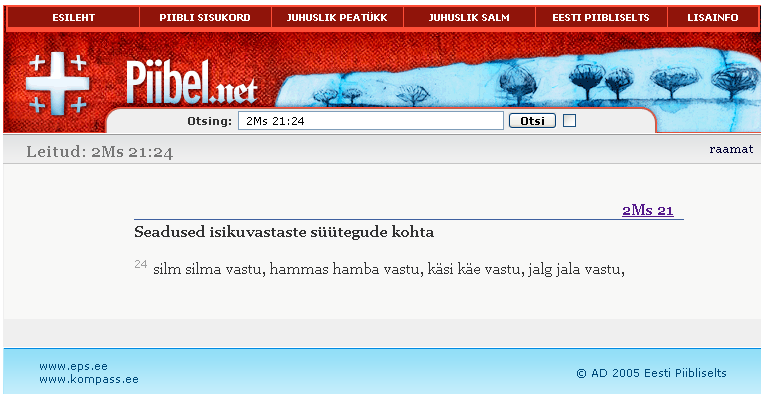 ESILEHT PIIBLI SISUKORD JUHUSLIK PEATÜKK JUHUSLIK SALM EESTI PIIBLISELTS LISAINFO
Piibel.net
Otsing: 2Ms 21:24 Otsi
Leitud: 2Ms 21:24 raamat
2Ms 21
Seadused isikuvastaste süütegude kohta
24 silm silma vastu, hammas hamba vastu, käsi käe vastu, jalg jala vastu,
www.eps.ee
www.kompass.ee
© AD 2005 Eesti Piibliselts